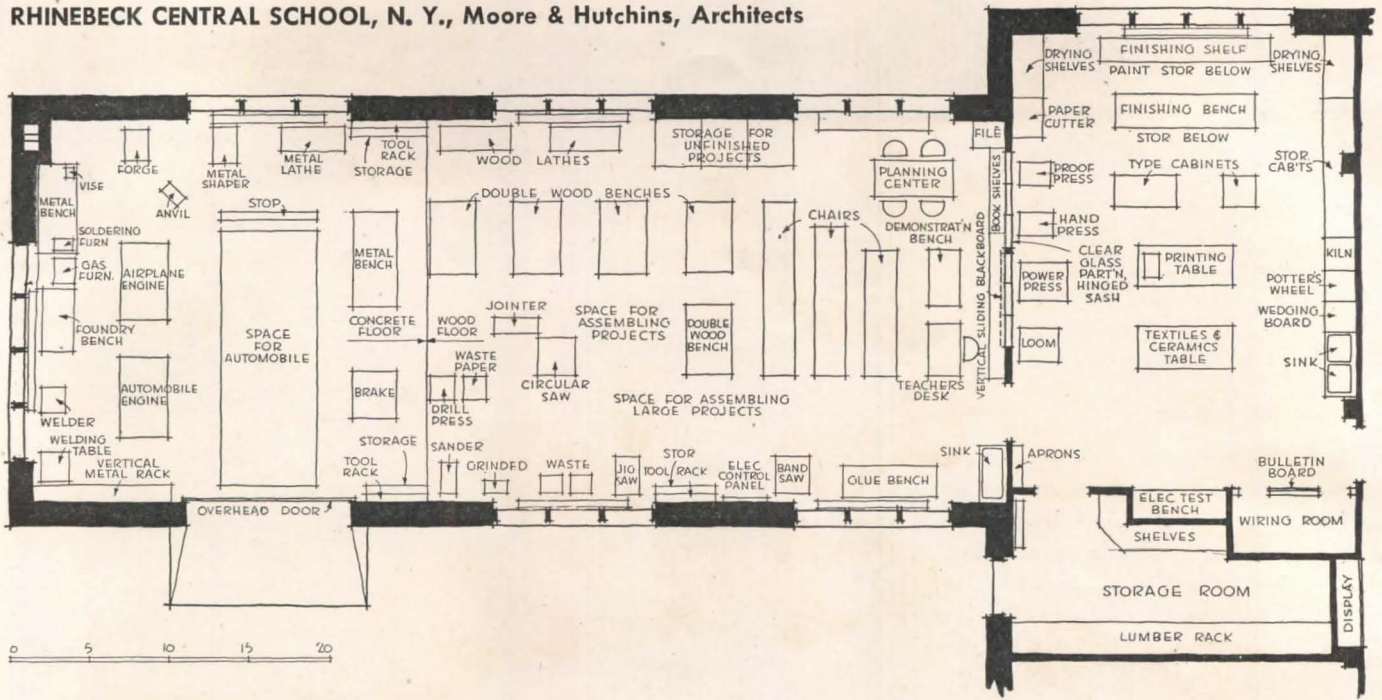 RHINEBECK CENTRAL SCHOOL, N. Y., Moore & Hutchins, Architects
FORGE
VISE
METAL
BENCH
ANVIL
METAL
SHAPER
METAL
LATHE
TOOL
RACK
STORAGE
WOOD LATHES
STORAGE FOR
UNFINISHED
PROJECTS
FILE
PLANNING
CENTER
BOOK SHELVES
STOP
DOUBLE WOOD BENCHES
CHAIRS
DEMONSTRAT'N
BENCH
SOLDERING
FURN
GAS
FURN.
AIRPLANE
ENGINE
METAL
BENCH
FOUNDRY
BENCH
SPACE
FOR
AUTOMOBILE
CONCRETE
FLOOR
WOOD
FLOOR
JOINTER
SPACE FOR
ASSEMBLING
PROJECTS
DOUBLE
WOOD
BENCH
VERTICAL SLIDING BLACKBOARD
AUTOMOBILE
ENGINE
BRAKE
WASTE
PAPER
DRILL
PRESS
CIRCULAR
SAW
SPACE FOR ASSEMBLING
LARGE PROJECTS
TEACHERS
DESK
WELDER
WELDING
TABLE
VERTICAL
METAL RACK
STORAGE
TOOL
RACK
SANDER
GRINDED
WASTE
JIG
SAW
STOR
TOOL RACK
ELEC
CONTROL
PANEL
BAND
SAW
GLUE BENCH
SINK
OVERHEAD DOOR
DRYING
SHELVES
FINISHING SHELF
PAINT STOR BELOW
DRYING
SHELVES
PAPER
CUTTER
FINISHING BENCH
STOR BELOW
PROOF
PRESS
TYPE CABINETS
STOR.
CAB'TS
HAND
PRESS
CLEAR
GLASS
PART'N,
HINGED
SASH
POWER
PRESS
PRINTING
TABLE
KILN
POTTER'S
WHEEL
WEDGING
BOARD
LOOM
TEXTILES &
CERAMICS
TABLE
SINK
APRONS
BULLETIN
BOARD
ELEC TEST
BENCH
WIRING ROOM
SHELVES
STORAGE ROOM
DISPLAY
LUMBER RACK
0 5 10 15 20